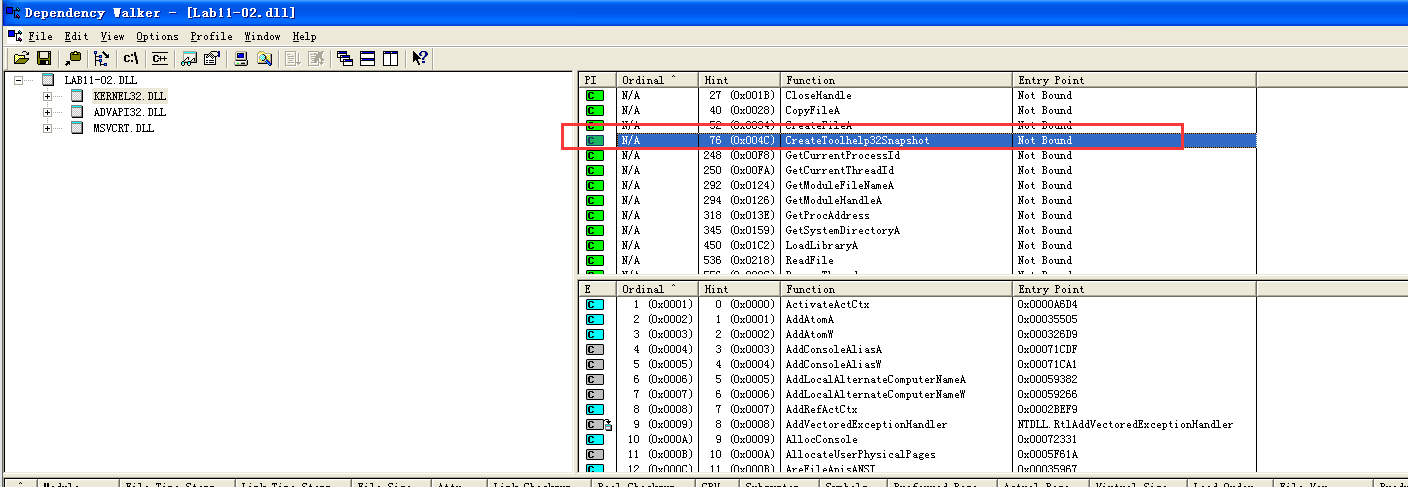 Dependency Walker - [Lab11-02.dll]
File Edit View Options Profile Window Help
C:\ C++
LAB11-02.DLL
KERNEL32.DLL
ADVAPI32.DLL
MSVCRT.DLL
PI Ordinal ^ Hint Function Entry Point
C N/A 27 (0x001B) CloseHandle Not Bound
C N/A 40 (0x0028) CopyFileA Not Bound
C N/A 52 (0x0034) CreateFileA Not Bound
C N/A 76 (0x004C) CreateToolhelp32Snapshot Not Bound
C N/A 248 (0x00F8) GetCurrentProcessId Not Bound
C N/A 250 (0x00FA) GetCurrentThreadId Not Bound
C N/A 292 (0x0124) GetModuleFileNameA Not Bound
C N/A 294 (0x0126) GetModuleHandleA Not Bound
C N/A 318 (0x013E) GetProcAddress Not Bound
C N/A 345 (0x0159) GetSystemDirectoryA Not Bound
C N/A 450 (0x01C2) LoadLibraryA Not Bound
C N/A 536 (0x0218) ReadFile Not Bound
E Ordinal ^ Hint Function Entry Point
C 1 (0x0001) 0 (0x0000) ActivateActCtx 0x0000A6D4
C 2 (0x0002) 1 (0x0001) AddAtomA 0x00035505
C 3 (0x0003) 2 (0x0002) AddAtomW 0x000326D9
C 4 (0x0004) 3 (0x0003) AddConsoleAliasA 0x00071CDF
C 5 (0x0005) 4 (0x0004) AddConsoleAliasW 0x00071CA1
C 6 (0x0006) 5 (0x0005) AddLocalAlternateComputerNameA 0x00059382
C 7 (0x0007) 6 (0x0006) AddLocalAlternateComputerNameW 0x00059266
C 8 (0x0008) 7 (0x0007) AddRefActCtx 0x0002BEF9
C 9 (0x0009) 8 (0x0008) AddVectoredExceptionHandler NTDLL.RtlAddVectoredExceptionHandler
C 10 (0x000A) 9 (0x0009) AllocConsole 0x00072331
C 11 (0x000B) 10 (0x000A) AllocateUserPhysicalPages 0x0005F61A
C 12 (0x000C) 11 (0x000B) AreFileApisANSI 0x00035967
^ Module File Time Stamp Link Time Stamp File Size Attr. Link Checksum Real Checksum CPU Subsystem Symbols Preferred Base Actual Base Virtual Size Load Order File Ver